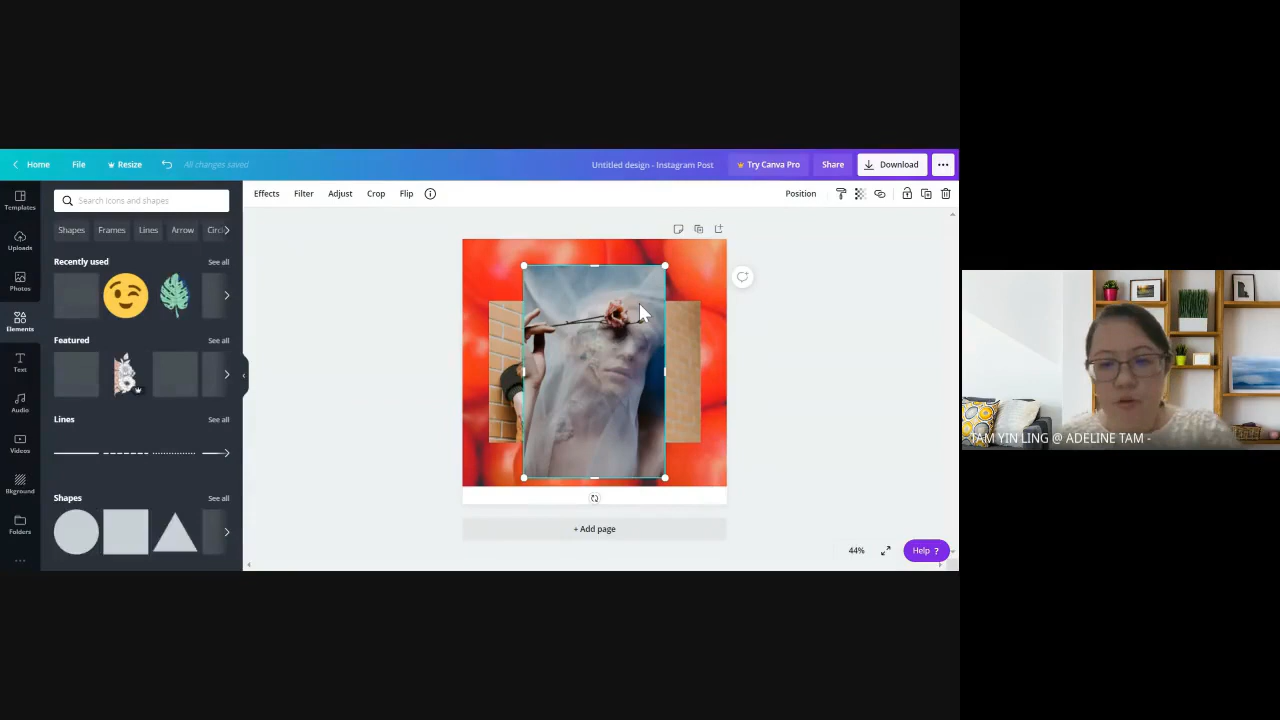 Home File Resize All changes saved Untitled design - Instagram Post Try Canva Pro Share Download
Templates
Uploads
Photos
Elements
Text
Audio
Videos
Bkground
Folders
Search icons and shapes
Shapes Frames Lines Arrow Circl
Recently used See all
Featured See all
Lines See all
Shapes See all
Effects Filter Adjust Crop Flip Position
+ Add page
44% Help ?
TAM YIN LING @ ADELINE TAM -